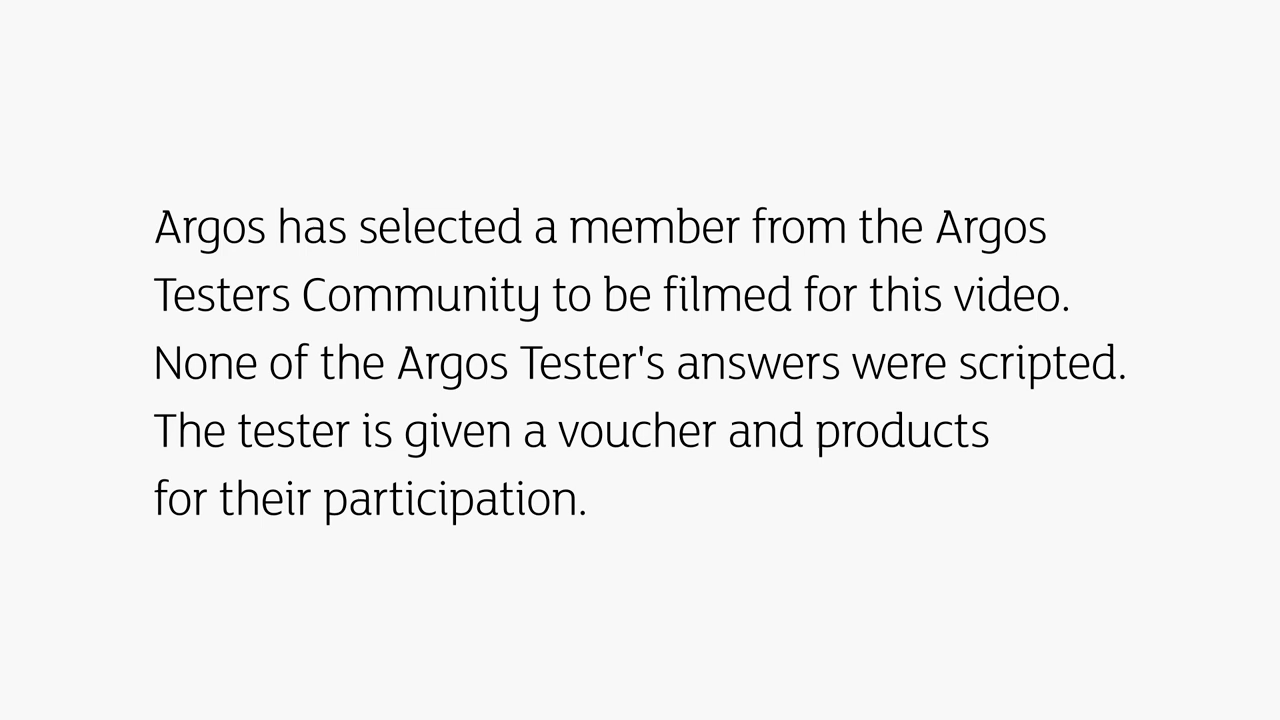 Argos has selected a member from the Argos
Testers Community to be filmed for this video.
None of the Argos Tester's answers were scripted.
The tester is given a voucher and products
for their participation.